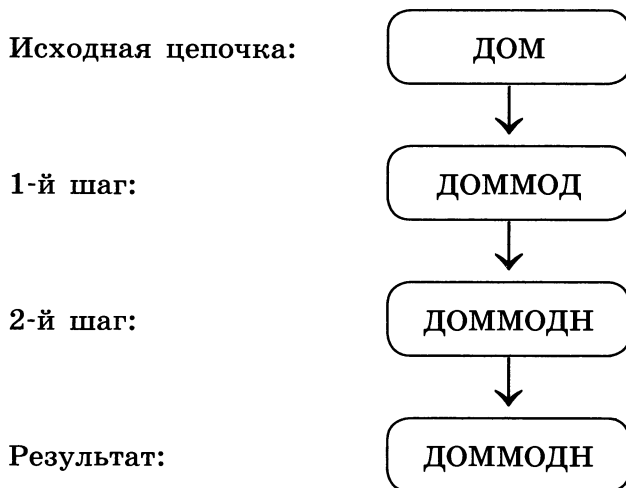 Исходная цепочка: ДОМ
1-й шаг: ДОММОД
2-й шаг: ДОММОДН
Результат: ДОММОДН